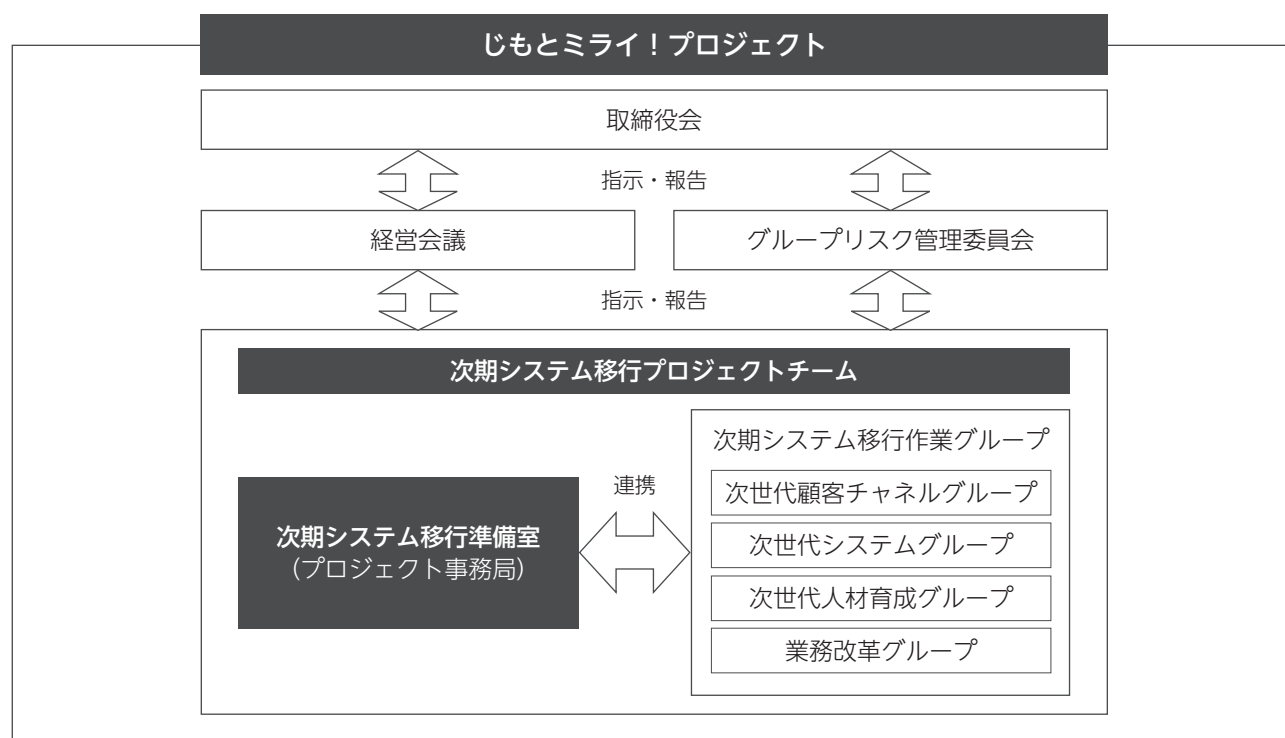 じもとミライ！プロジェクト
取締役会
指示・報告
経営会議
グループリスク管理委員会
指示・報告
次期システム移行プロジェクトチーム
次期システム移行準備室
（プロジェクト事務局）
連携
次期システム移行作業グループ
次世代顧客チャネルグループ
次世代システムグループ
次世代人材育成グループ
業務改革グループ